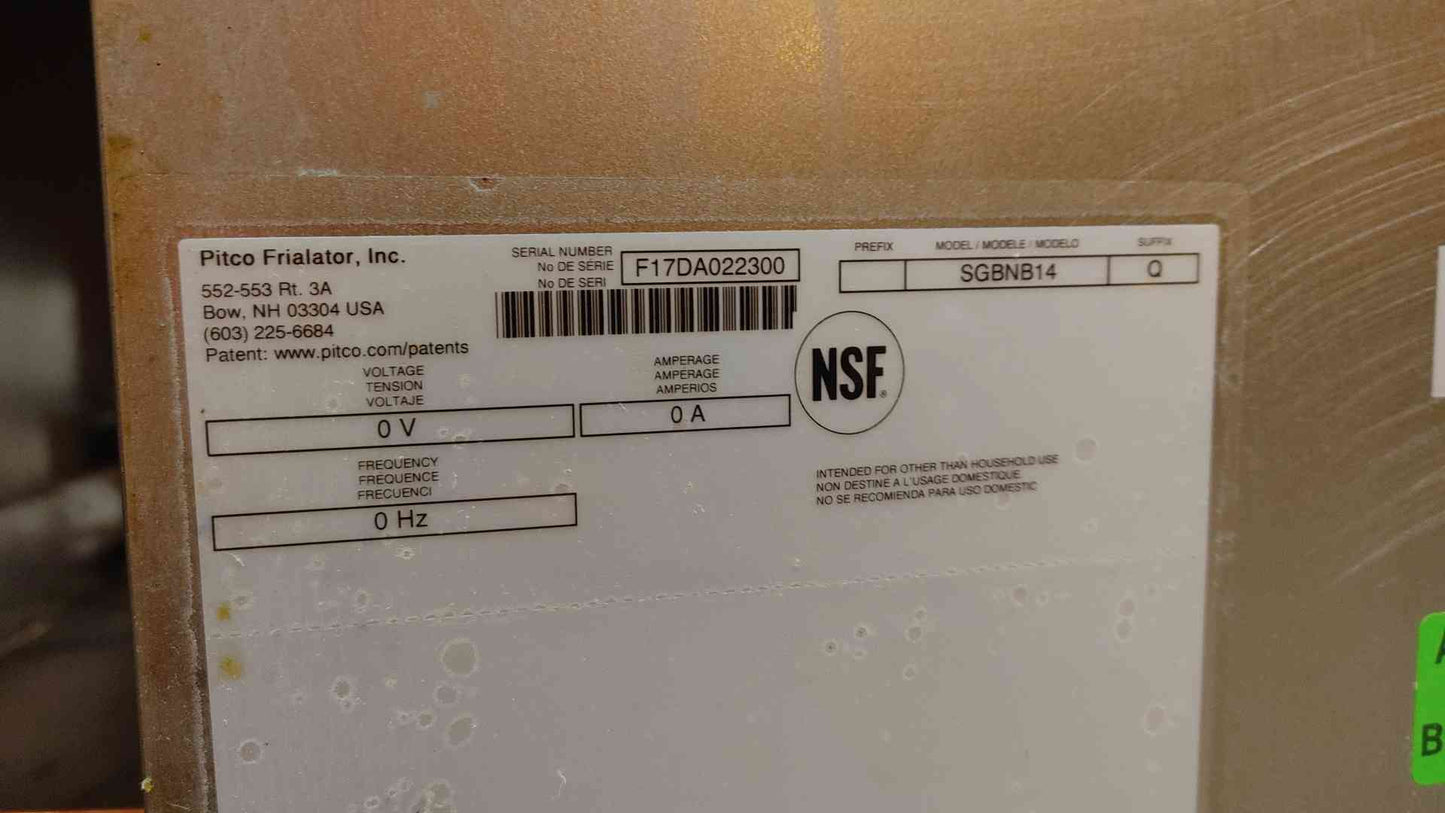 Pitco Frialator, Inc.
552-553 Rt. 3A
Bow, NH 03304 USA
(603) 225-6684
Patent: www.pitco.com/patents
SERIAL NUMBER
No DE SÉRIE
No DE SERI
F17DA022300
PREFIX
MODEL / MODELE / MODELO
SUFFIX
SGBNB14
Q
VOLTAGE
TENSION
VOLTAJE
0 V
AMPERAGE
AMPERAGE
AMPERIOS
0 A
NSF®
FREQUENCY
FREQUENCE
FRECUENCI
0 Hz
INTENDED FOR OTHER THAN HOUSEHOLD USE
NON DESTINE A L'USAGE DOMESTIQUE
NO SE RECOMIENDA PARA USO DOMESTIC
B